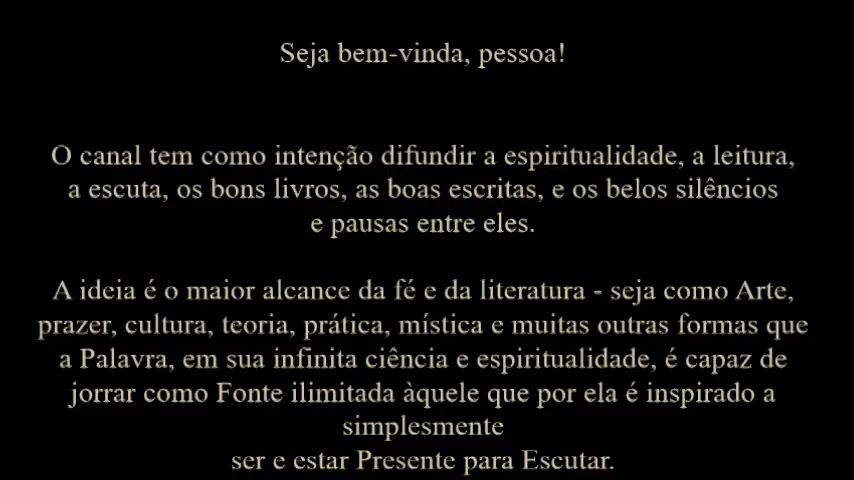 Seja bem-vinda, pessoa!
O canal tem como intenção difundir a espiritualidade, a leitura,
a escuta, os bons livros, as boas escritas, e os belos silêncios
e pausas entre eles.
A ideia é o maior alcance da fé e da literatura - seja como Arte,
prazer, cultura, teoria, prática, mística e muitas outras formas que
a Palavra, em sua infinita ciência e espiritualidade, é capaz de
jorrar como Fonte ilimitada àquele que por ela é inspirado a
simplesmente
ser e estar Presente para Escutar.